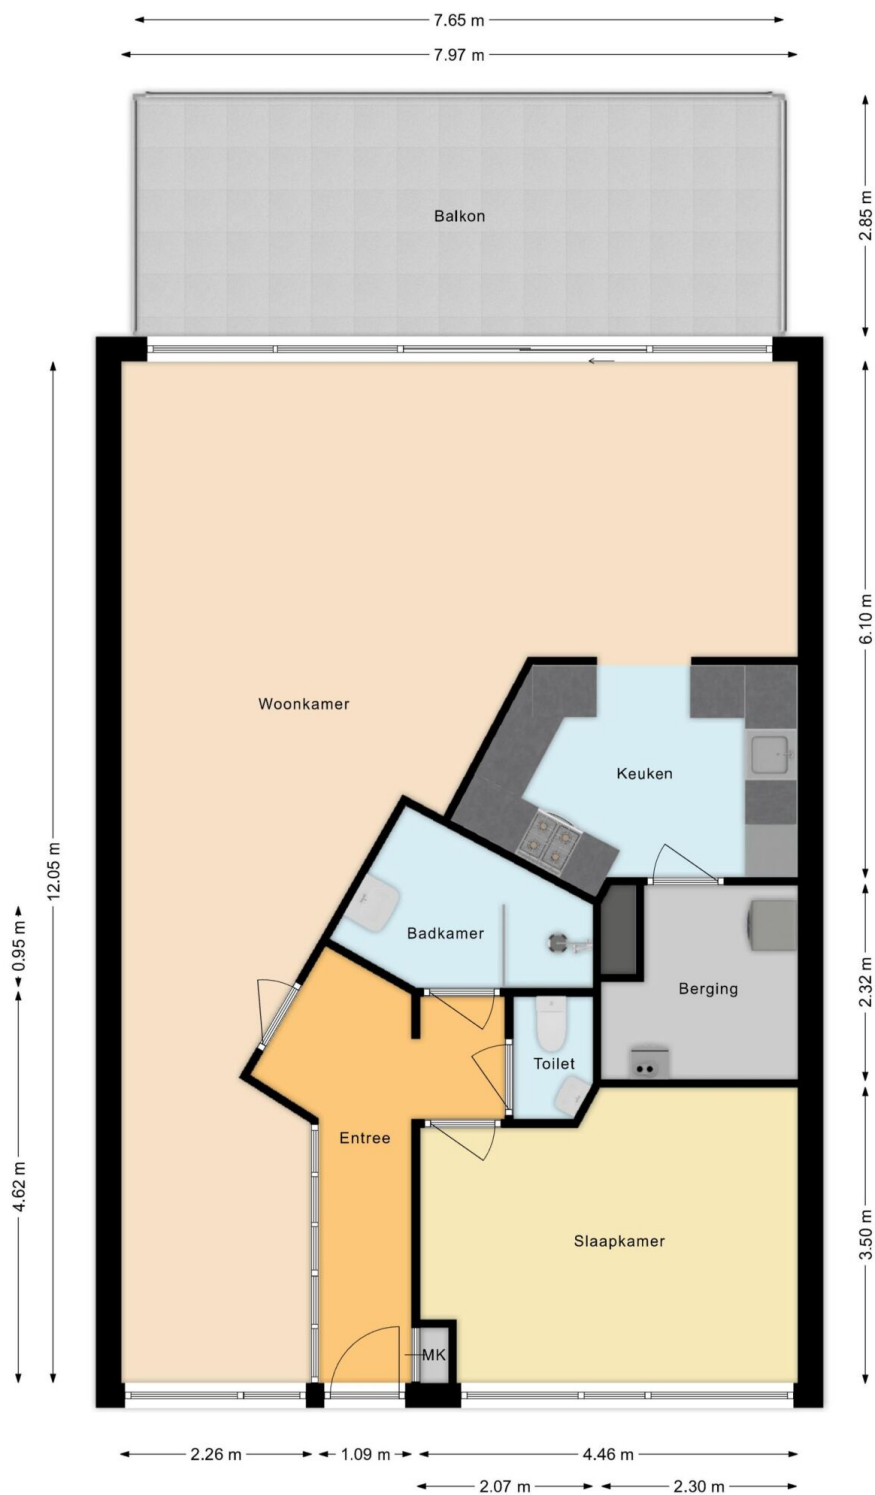 7.65 m
7.97 m
Balkon
2.85 m
6.10 m
Woonkamer
Keuken
12.05 m
0.95 m
Badkamer
Berging
2.32 m
Toilet
Entree
4.62 m
Slaapkamer
3.50 m
MK
2.26 m
1.09 m
4.46 m
2.07 m
2.30 m